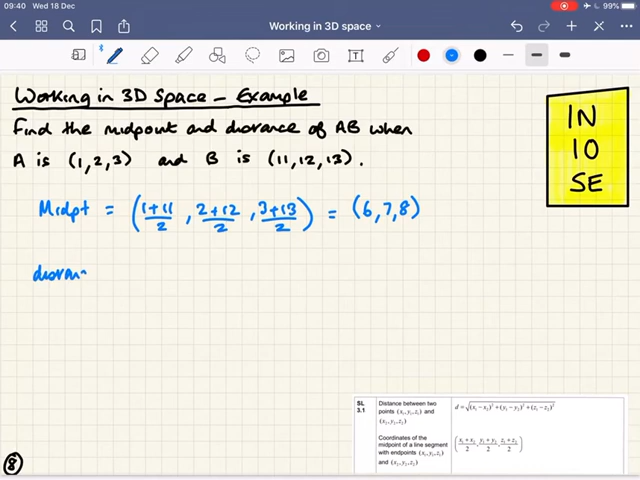 09:40 Wed 18 Dec
99%
Working in 3D space
Working in 3D Space - Example
Find the midpoint and distance of AB when
A is (1,2,3) and B is (11,12,13).
IN
10
SE
Midpt = (1+11/2, 2+12/2, 3+13/2) = (6,7,8)
distan
SL
3.1
Distance between two
points (x₁, y₁, z₁) and
(x₂, y₂, z₂)
d = √((x₁ − x₂)² + (y₁ − y₂)² + (z₁ − z₂)²)
Coordinates of the
midpoint of a line segment
with endpoints (x₁, y₁, z₁)
and (x₂, y₂, z₂)
(x₁ + x₂/2, y₁ + y₂/2, z₁ + z₂/2)
8